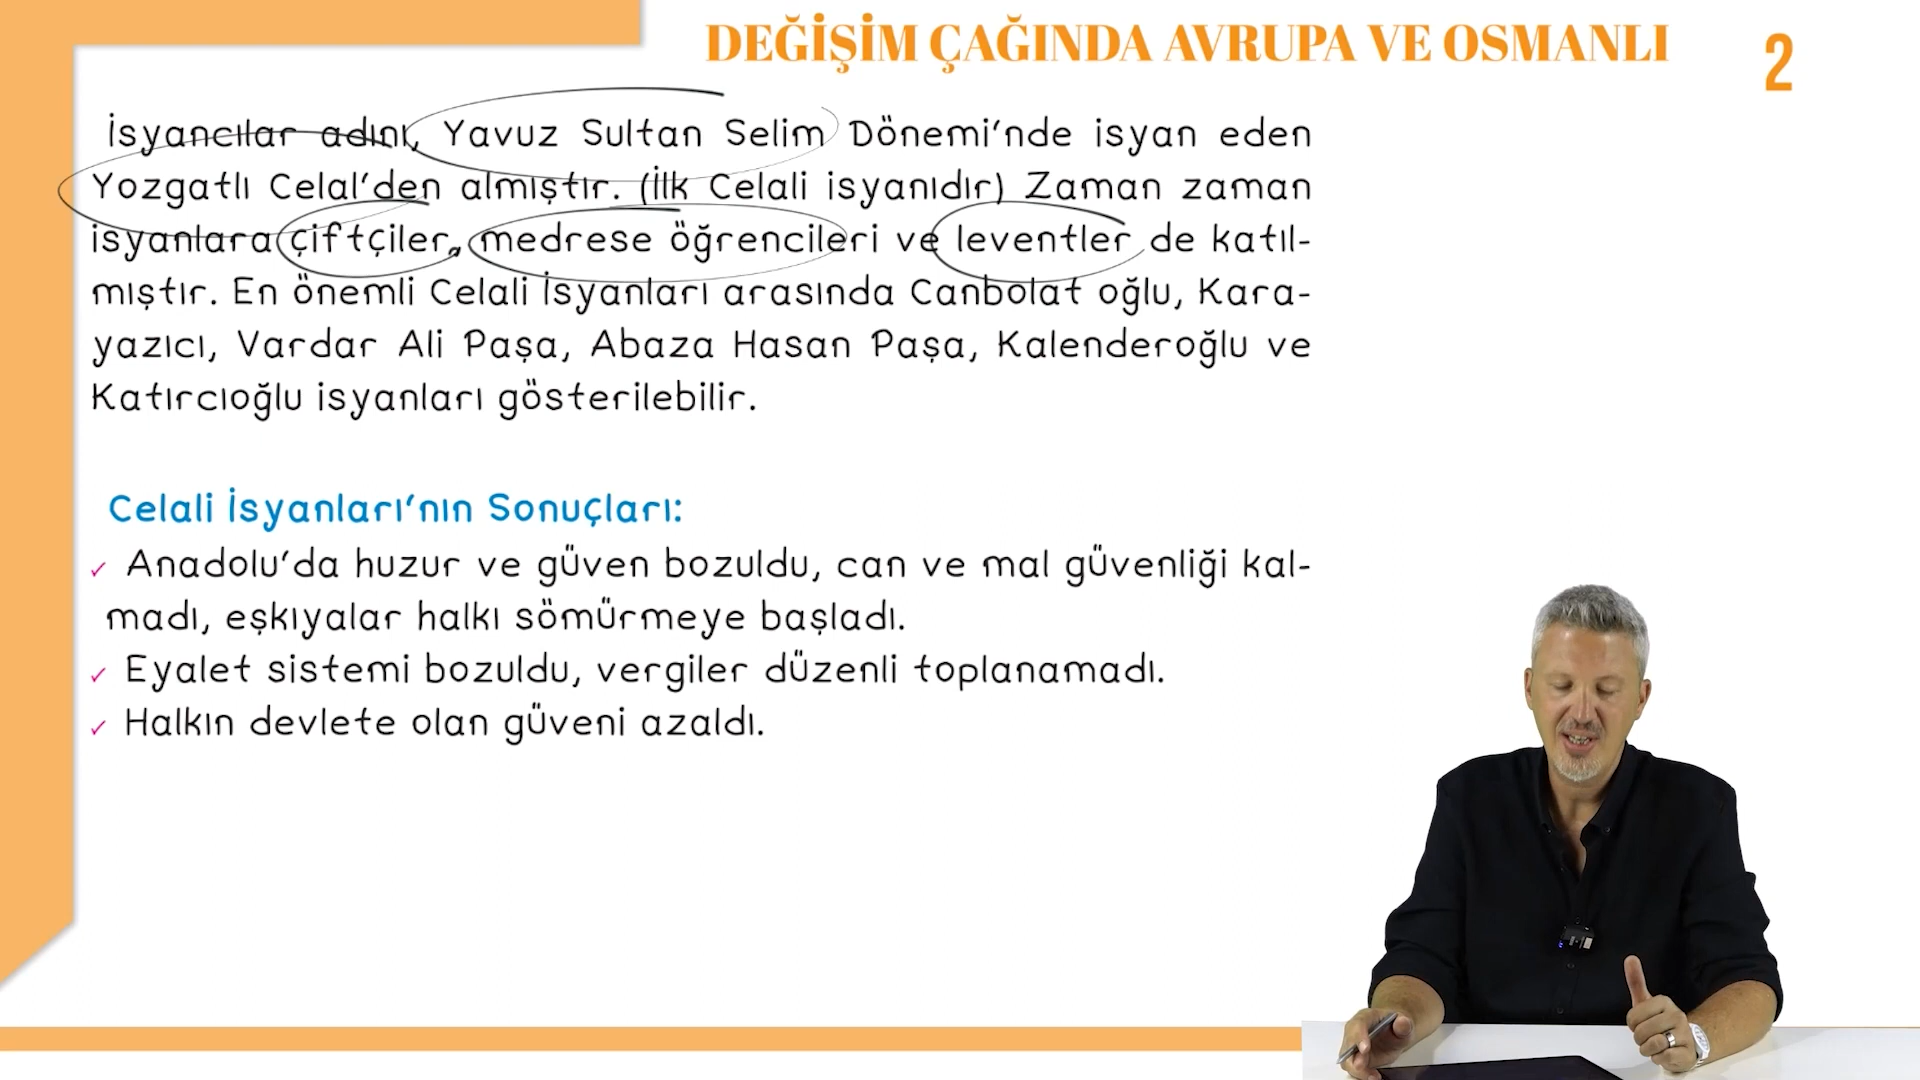 DEĞİŞİM ÇAĞINDA AVRUPA VE OSMANLI
2
İsyancılar adını, Yavuz Sultan Selim Dönemi'nde isyan eden
Yozgatlı Celal'den almıştır. (İlk Celali isyanıdır) Zaman zaman
isyanlara çiftçiler, medrese öğrencileri ve leventler de katıl-
mıştır. En önemli Celali İsyanları arasında Canbolat oğlu, Kara-
yazıcı, Vardar Ali Paşa, Abaza Hasan Paşa, Kalenderoğlu ve
Katırcıoğlu isyanları gösterilebilir.
Celali İsyanları'nın Sonuçları:
✓ Anadolu'da huzur ve güven bozuldu, can ve mal güvenliği kal-
madı, eşkıyalar halkı sömürmeye başladı.
✓ Eyalet sistemi bozuldu, vergiler düzenli toplanamadı.
✓ Halkın devlete olan güveni azaldı.